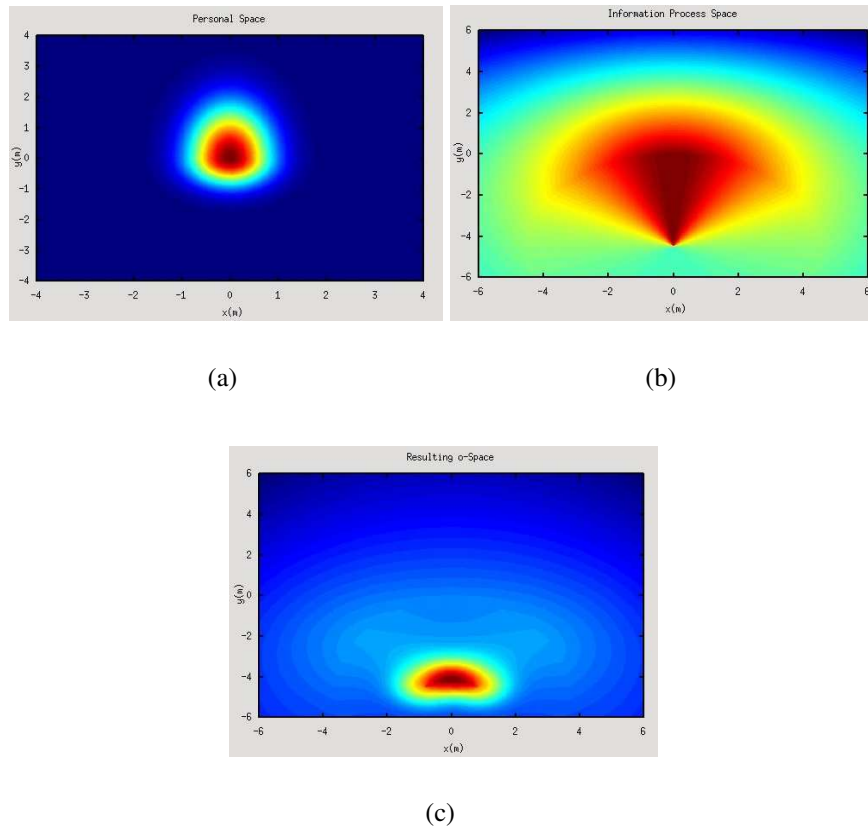 Personal Space
4
3
2
1
0
-1
-2
-3
-4
y(m)
-4 -3 -2 -1 0 1 2 3 4
x(m)
(a)
Information Process Space
6
4
2
0
-2
-4
-6
y(m)
-6 -4 -2 0 2 4 6
x(m)
(b)
Resulting o-Space
6
4
2
0
-2
-4
-6
y(m)
-6 -4 -2 0 2 4 6
x(m)
(c)